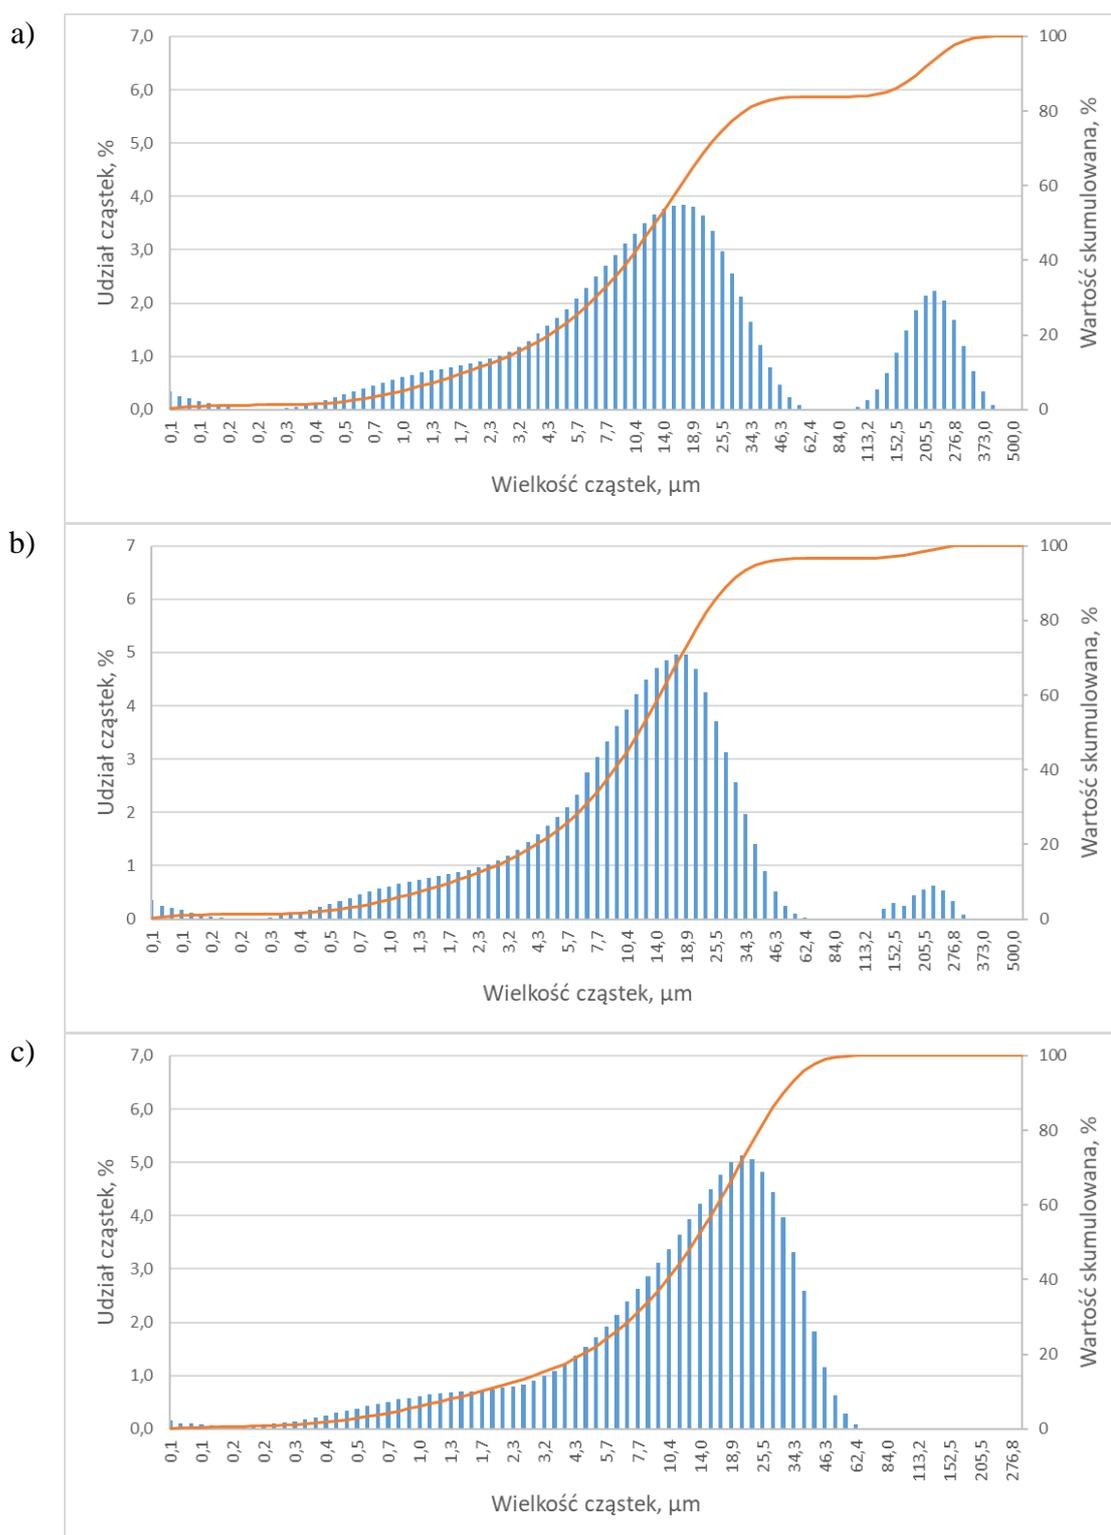 a)
7,0
6,0
5,0
4,0
3,0
2,0
1,0
0,0
Udział cząstek, %
100
80
60
40
20
0
Wartość skumulowana, %
0,1 0,1 0,2 0,2 0,3 0,4 0,5 0,7 1,0 1,3 1,7 2,3 3,2 4,3 5,7 7,7 10,4 14,0 18,9 25,5 34,3 46,3 62,4 84,0 113,2 152,5 205,5 276,8 373,0 500,0
Wielkość cząstek, µm
b)
7
6
5
4
3
2
1
0
Udział cząstek, %
100
80
60
40
20
0
Wartość skumulowana, %
0,1 0,1 0,2 0,2 0,3 0,4 0,5 0,7 1,0 1,3 1,7 2,3 3,2 4,3 5,7 7,7 10,4 14,0 18,9 25,5 34,3 46,3 62,4 84,0 113,2 152,5 205,5 276,8 373,0 500,0
Wielkość cząstek, µm
c)
7,0
6,0
5,0
4,0
3,0
2,0
1,0
0,0
Udział cząstek, %
100
80
60
40
20
0
Wartość skumulowana, %
0,1 0,1 0,2 0,2 0,3 0,4 0,5 0,7 1,0 1,3 1,7 2,3 3,2 4,3 5,7 7,7 10,4 14,0 18,9 25,5 34,3 46,3 62,4 84,0 113,2 152,5 205,5 276,8
Wielkość cząstek, µm